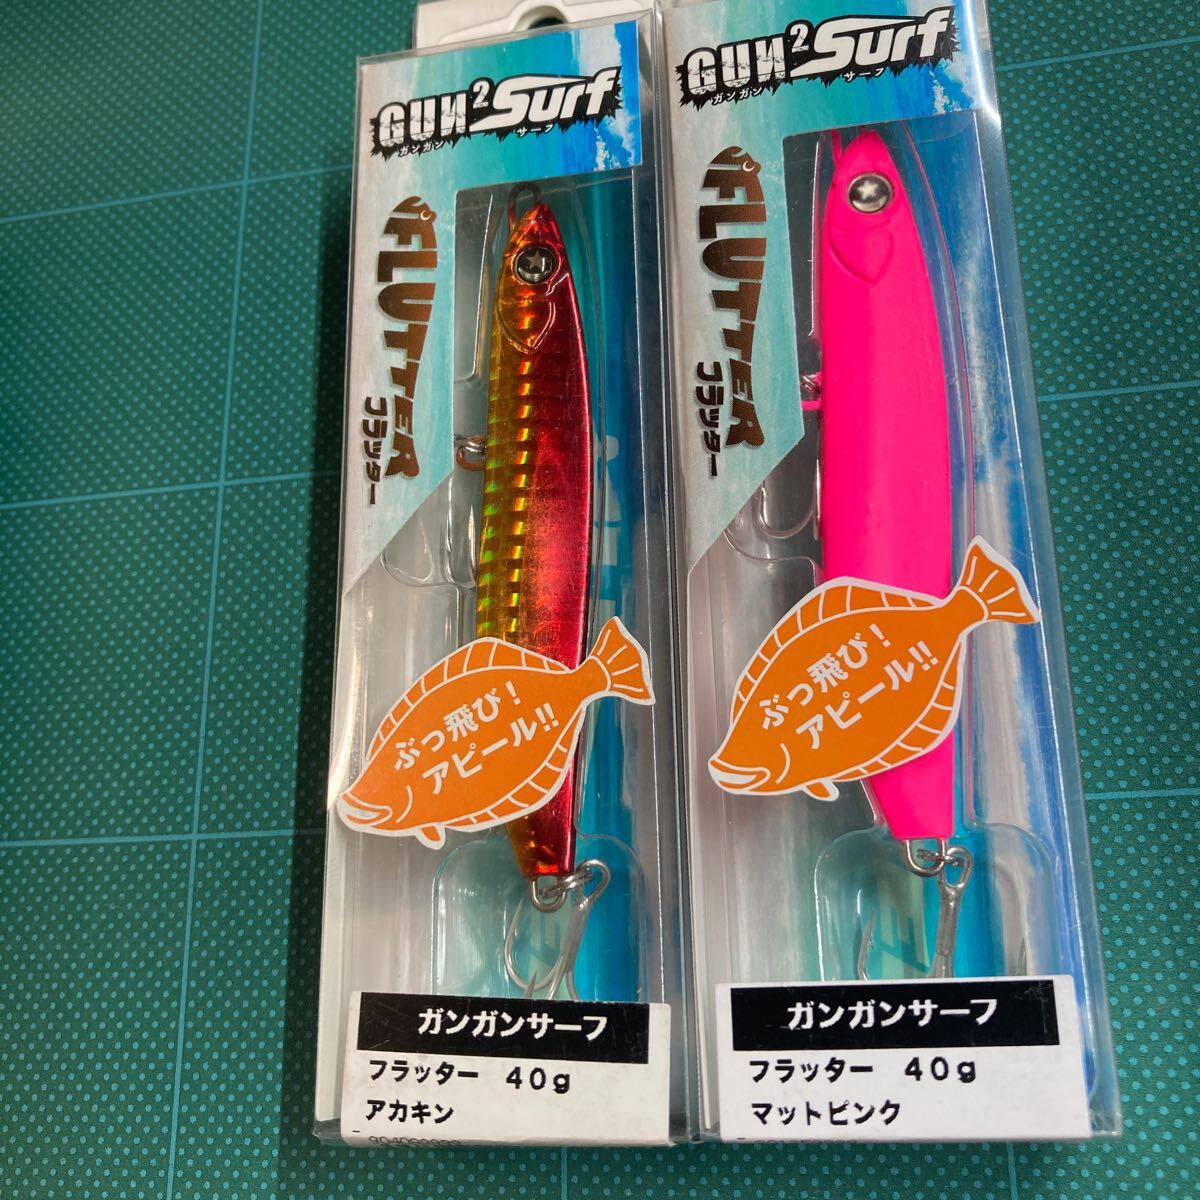 GUN²Surf
ガンガン サーフ
FLUTTER
フラッター
ぶっ飛び!
アピール!!
ガンガンサーフ
フラッター 40g
アカキン
GUN²Surf
ガンガン サーフ
FLUTTER
フラッター
ぶっ飛び!
アピール!!
ガンガンサーフ
フラッター 40g
マットピンク